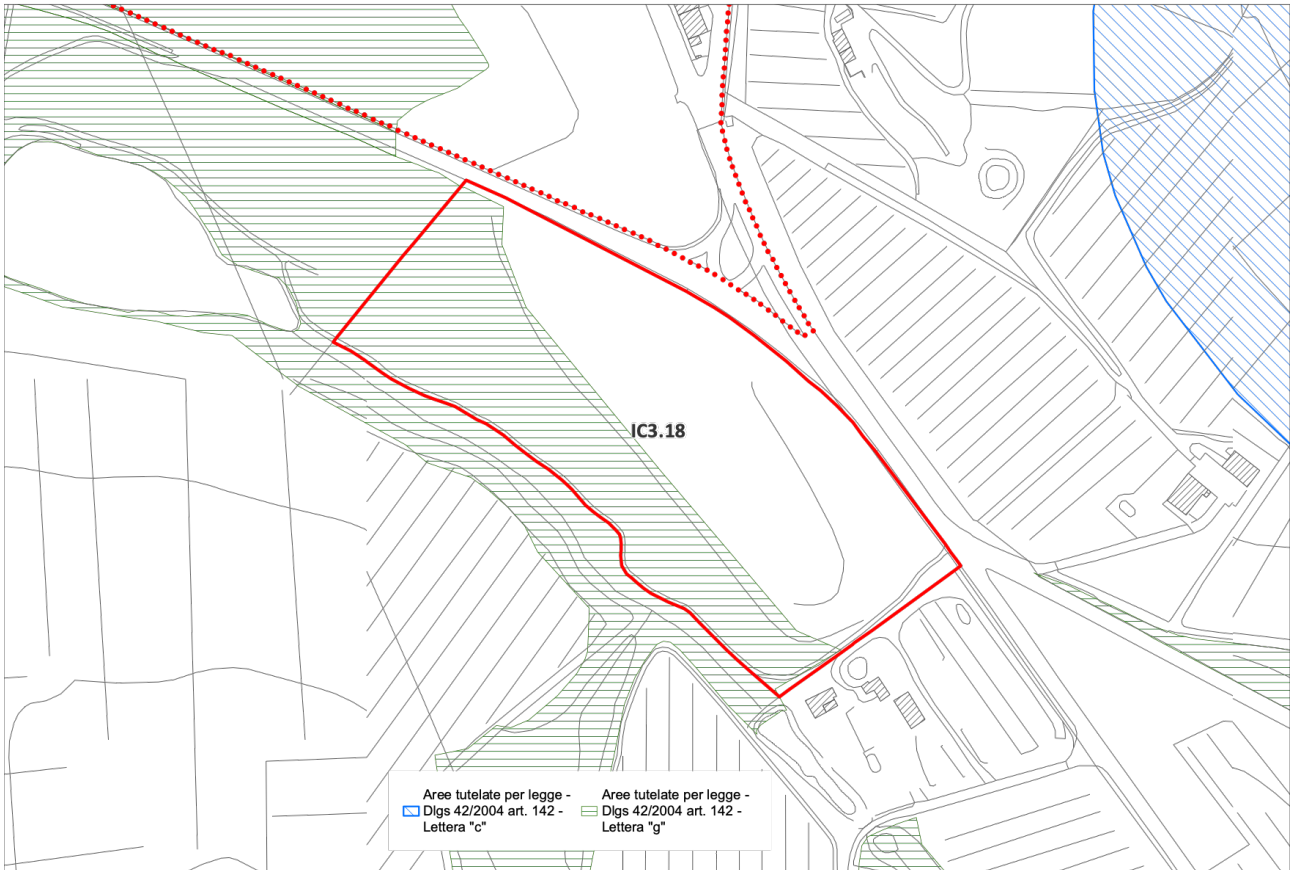 IC3.18
Aree tutelate per legge -
Dlgs 42/2004 art. 142 -
Lettera "c"
Aree tutelate per legge -
Dlgs 42/2004 art. 142 -
Lettera "g"